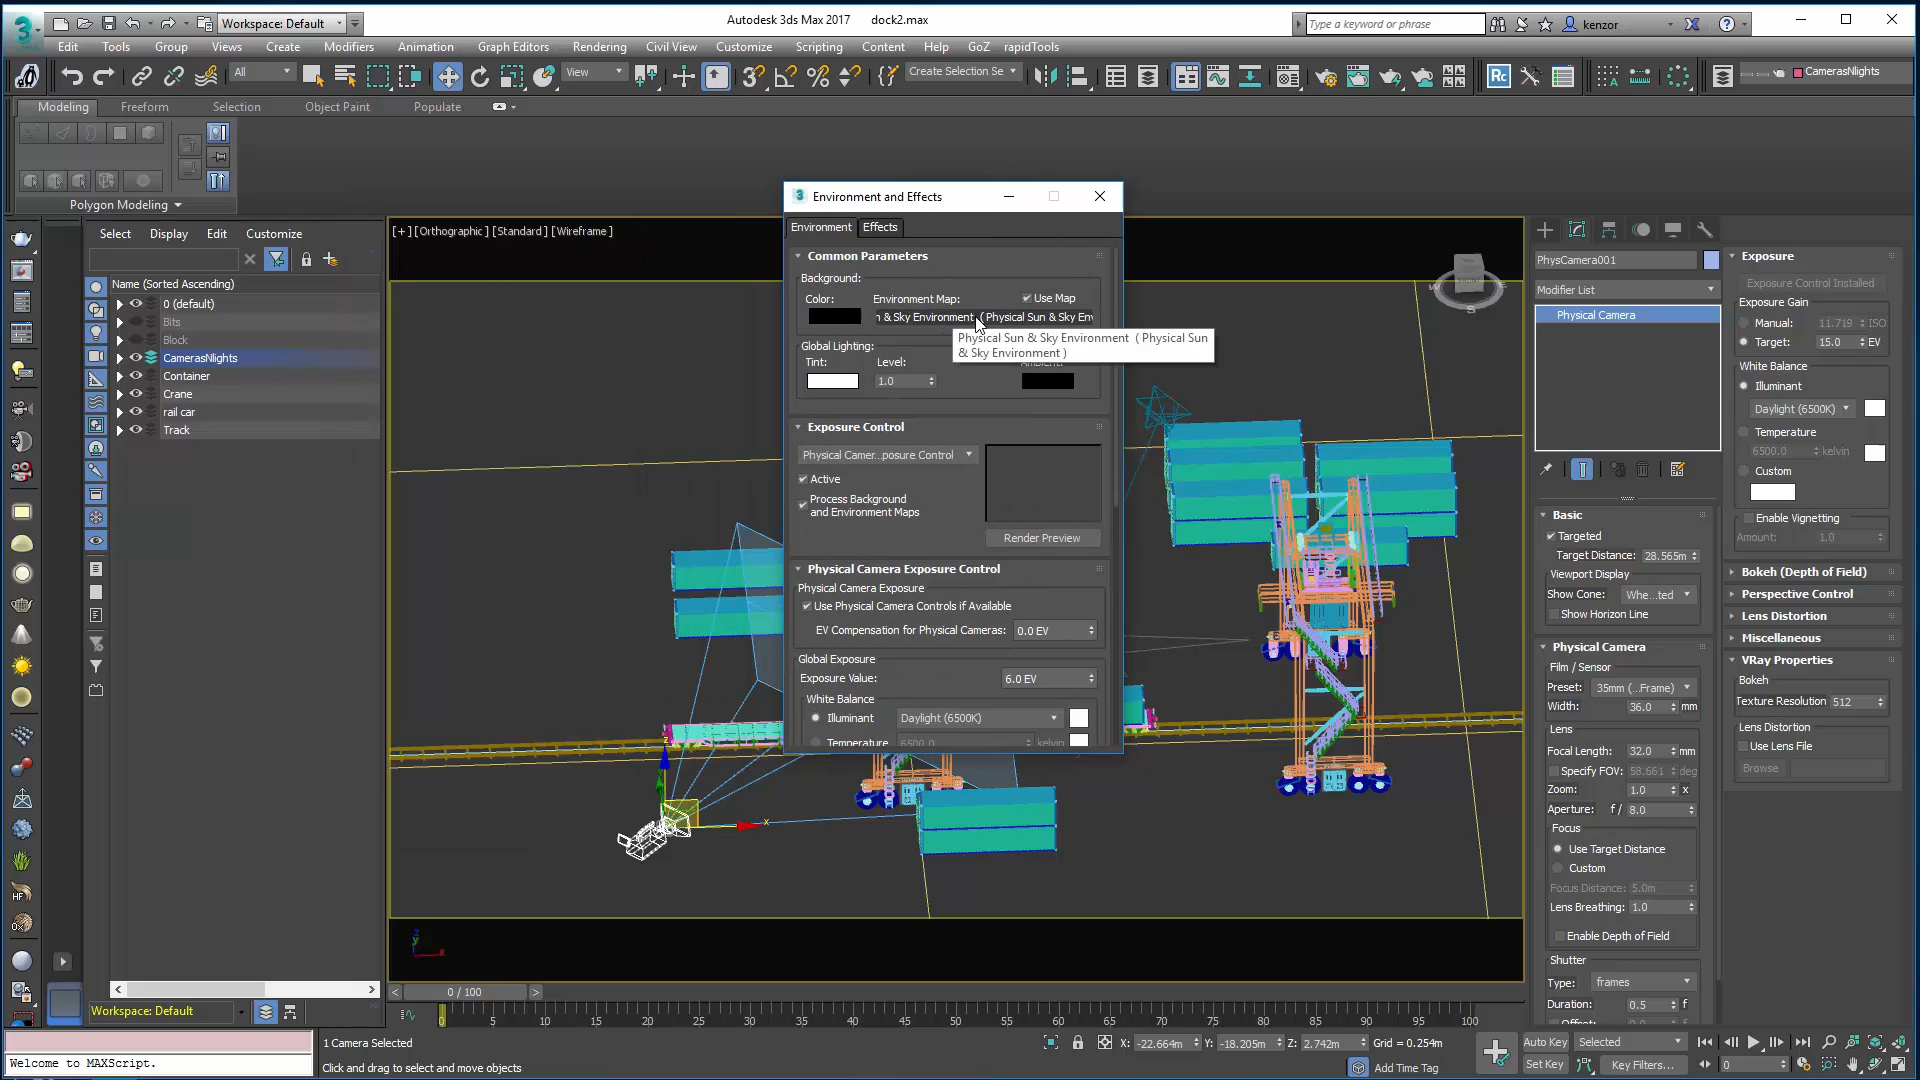 Workspace: Default
Autodesk 3ds Max 2017 dock2.max
Type a keyword or phrase
kenzor
Edit Tools Group Views Create Modifiers Animation Graph Editors Rendering Civil View Customize Scripting Content Help GoZ rapidTools
All View Create Selection Se CamerasNlights
Modeling Freeform Selection Object Paint Populate
Polygon Modeling
Select Display Edit Customize
Name (Sorted Ascending)
0 (default)
Bits
Block
CamerasNlights
Container
Crane
rail car
Track
Workspace: Default
[+] [Orthographic] [Standard] [Wireframe]
Environment and Effects
Environment Effects
Common Parameters
Background:
Color: Environment Map: Use Map
n & Sky Environment ( Physical Sun & Sky Env
Physical Sun & Sky Environment ( Physical Sun
& Sky Environment )
Global Lighting:
Tint: Level:
1.0
Exposure Control
Physical Camer...posure Control
Active
Process Background
and Environment Maps
Render Preview
Physical Camera Exposure Control
Physical Camera Exposure
Use Physical Camera Controls if Available
EV Compensation for Physical Cameras: 0.0 EV
Global Exposure
Exposure Value: 6.0 EV
White Balance
Illuminant Daylight (6500K)
Temperature 6500.0 kelvin
PhysCamera001
Modifier List
Physical Camera
Basic
Targeted
Target Distance: 28.565m
Viewport Display
Show Cone: Whe...ted
Show Horizon Line
Physical Camera
Film / Sensor
Preset: 35mm (...Frame)
Width: 36.0 mm
Lens
Focal Length: 32.0 mm
Specify FOV: 58.661 deg
Zoom: 1.0 x
Aperture: f / 8.0
Focus
Use Target Distance
Custom
Focus Distance: 5.0m
Lens Breathing: 1.0
Enable Depth of Field
Shutter
Type: frames
Duration: 0.5 f
Exposure
Exposure Control Installed
Exposure Gain
Manual: 11.719 ISO
Target: 15.0 EV
White Balance
Illuminant
Daylight (6500K)
Temperature
6500.0 kelvin
Custom
Enable Vignetting
Amount: 1.0
Bokeh (Depth of Field)
Perspective Control
Lens Distortion
Miscellaneous
VRay Properties
Bokeh
Texture Resolution 512
Lens Distortion
Use Lens File
Browse
0 / 100
0 5 10 15 20 25 30 35 40 45 50 55 60 65 70 75 80 85 90 95 100
1 Camera Selected
X: -22.664m Y: -18.205m Z: 2.742m Grid = 0.254m
Auto Key Selected
Welcome to MAXScript.
Click and drag to select and move objects
Add Time Tag
Set Key Key Filters... 0